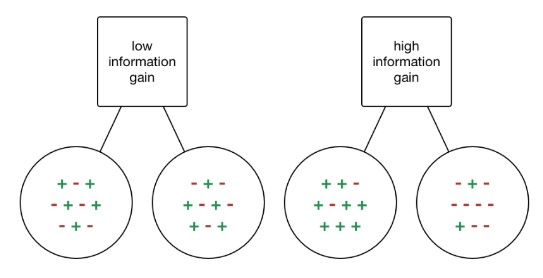 low
information
gain
high
information
gain
+ - +
- + - +
- + -
- + -
+ - + -
+ - +
+ + -
+ - + +
+ + +
- + -
- - - -
+ - -